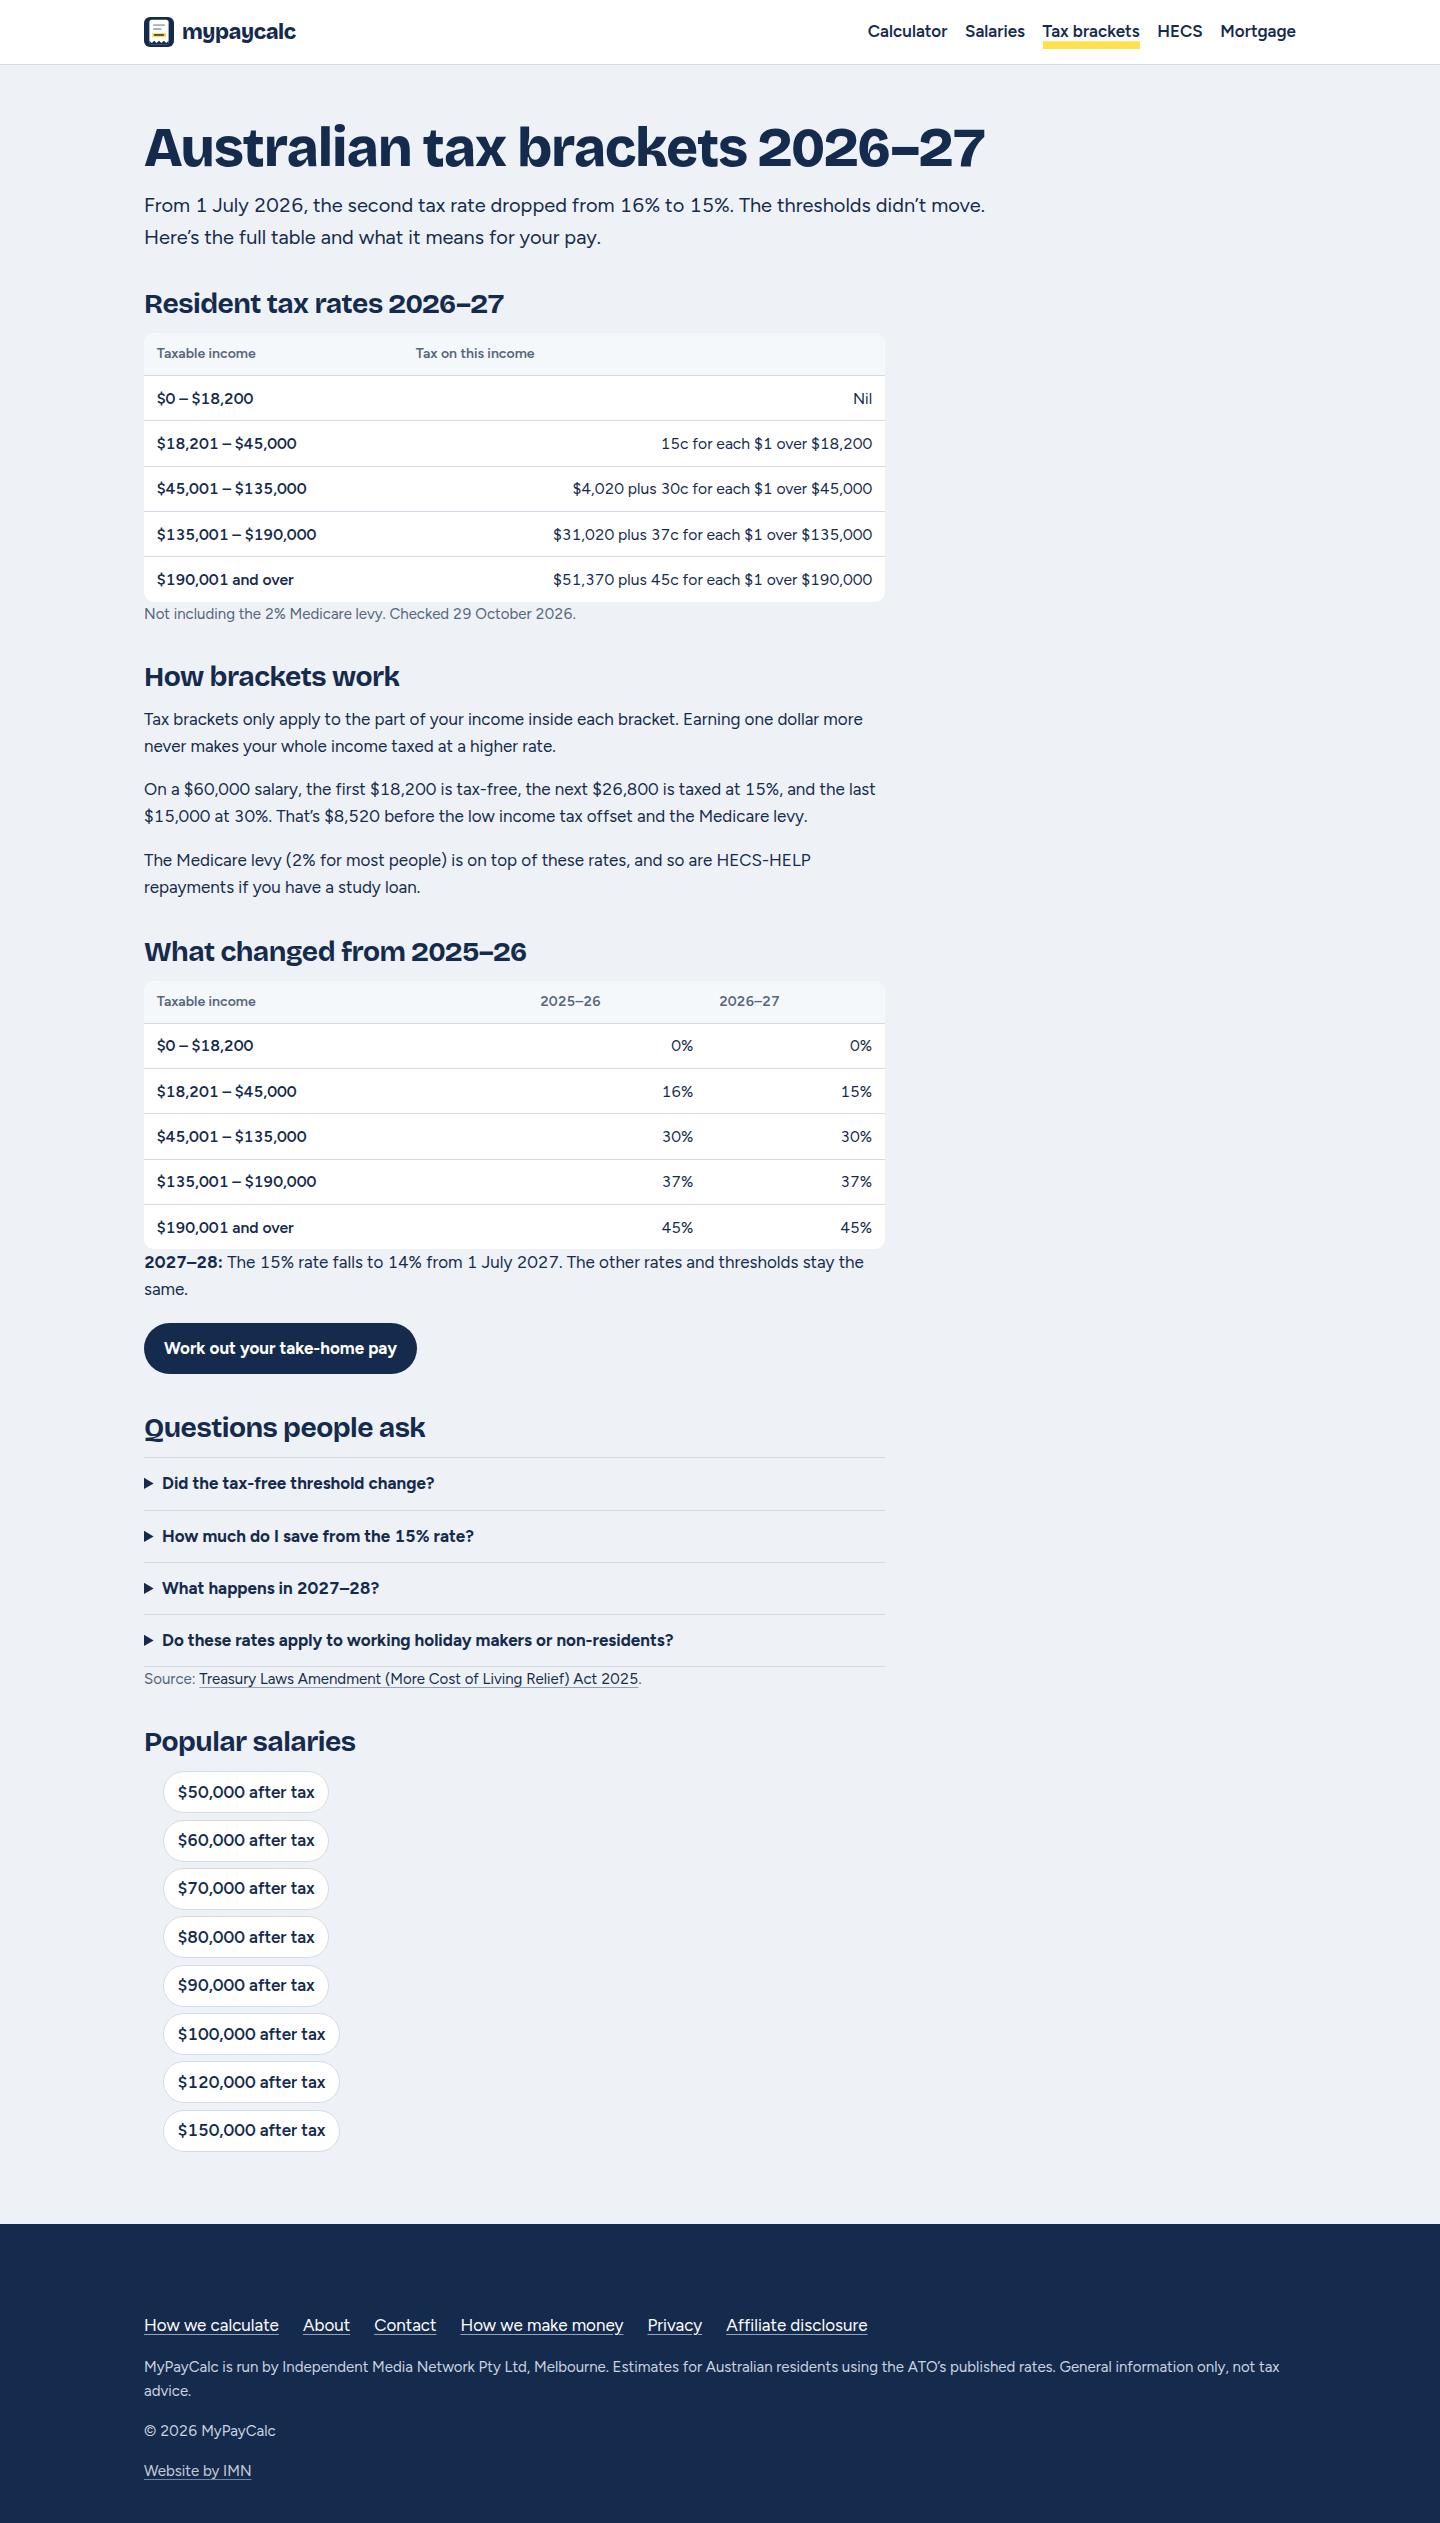 mypaycalc
Calculator Salaries Tax brackets HECS Mortgage
Australian tax brackets 2026–27
From 1 July 2026, the second tax rate dropped from 16% to 15%. The thresholds didn’t move.
Here’s the full table and what it means for your pay.
Resident tax rates 2026–27
Taxable income Tax on this income
$0 – $18,200 Nil
$18,201 – $45,000 15c for each $1 over $18,200
$45,001 – $135,000 $4,020 plus 30c for each $1 over $45,000
$135,001 – $190,000 $31,020 plus 37c for each $1 over $135,000
$190,001 and over $51,370 plus 45c for each $1 over $190,000
Not including the 2% Medicare levy. Checked 29 October 2026.
How brackets work
Tax brackets only apply to the part of your income inside each bracket. Earning one dollar more
never makes your whole income taxed at a higher rate.
On a $60,000 salary, the first $18,200 is tax-free, the next $26,800 is taxed at 15%, and the last
$15,000 at 30%. That’s $8,520 before the low income tax offset and the Medicare levy.
The Medicare levy (2% for most people) is on top of these rates, and so are HECS-HELP
repayments if you have a study loan.
What changed from 2025–26
Taxable income 2025–26 2026–27
$0 – $18,200 0% 0%
$18,201 – $45,000 16% 15%
$45,001 – $135,000 30% 30%
$135,001 – $190,000 37% 37%
$190,001 and over 45% 45%
2027–28: The 15% rate falls to 14% from 1 July 2027. The other rates and thresholds stay the
same.
Work out your take-home pay
Questions people ask
Did the tax-free threshold change?
How much do I save from the 15% rate?
What happens in 2027–28?
Do these rates apply to working holiday makers or non-residents?
Source: Treasury Laws Amendment (More Cost of Living Relief) Act 2025.
Popular salaries
$50,000 after tax
$60,000 after tax
$70,000 after tax
$80,000 after tax
$90,000 after tax
$100,000 after tax
$120,000 after tax
$150,000 after tax
How we calculate About Contact How we make money Privacy Affiliate disclosure
MyPayCalc is run by Independent Media Network Pty Ltd, Melbourne. Estimates for Australian residents using the ATO’s published rates. General information only, not tax
advice.
© 2026 MyPayCalc
Website by IMN